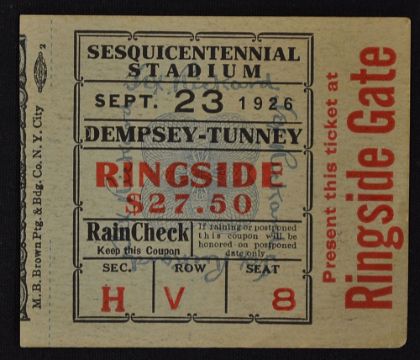 SESQUICENTENNIAL
STADIUM
SEPT. 23 1926
DEMPSEY-TUNNEY
RINGSIDE
$27.50
RainCheck
Keep this Coupon
If raining or postponed
this coupon will be
honored on postponed
date only
SEC. ROW SEAT
H V 8
Present this ticket at
Ringside Gate
M. B. Brown Ptg. & Bdg. Co. N. Y. City
2